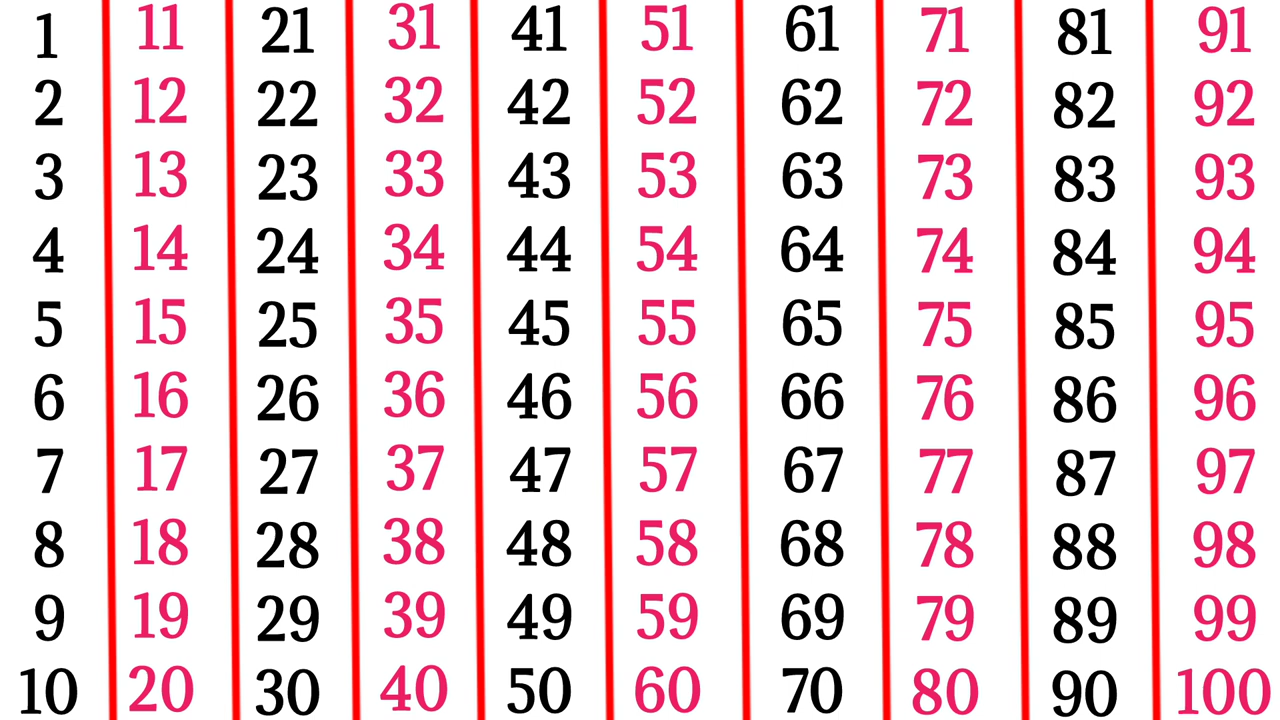 1 11 21 31 41 51 61 71 81 91
2 12 22 32 42 52 62 72 82 92
3 13 23 33 43 53 63 73 83 93
4 14 24 34 44 54 64 74 84 94
5 15 25 35 45 55 65 75 85 95
6 16 26 36 46 56 66 76 86 96
7 17 27 37 47 57 67 77 87 97
8 18 28 38 48 58 68 78 88 98
9 19 29 39 49 59 69 79 89 99
10 20 30 40 50 60 70 80 90 100